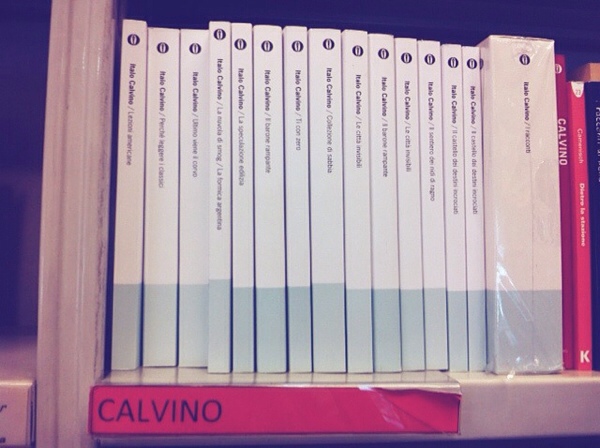 Italo Calvino / Lezioni americane
Italo Calvino / Perché leggere i classici
Italo Calvino / Ultimo viene il corvo
Italo Calvino / La nuvola di smog / La formica argentina
Italo Calvino / La speculazione edilizia
Italo Calvino / Il barone rampante
Italo Calvino / Ti con zero
Italo Calvino / Collezione di sabbia
Italo Calvino / Le città invisibili
Italo Calvino / Il barone rampante
Italo Calvino / Le città invisibili
Italo Calvino / Il sentiero dei nidi di ragno
Italo Calvino / Il castello dei destini incrociati
Italo Calvino / Il castello dei destini incrociati
Italo Calvino / I racconti
CALVINO
Camenisch
Dietro la stazione
K
CALVINO